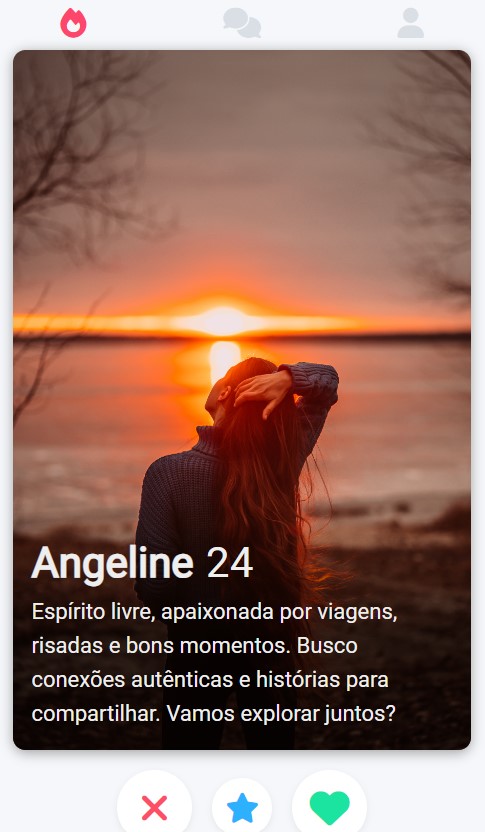 Angeline 24
Espírito livre, apaixonada por viagens,
risadas e bons momentos. Busco
conexões autênticas e histórias para
compartilhar. Vamos explorar juntos?